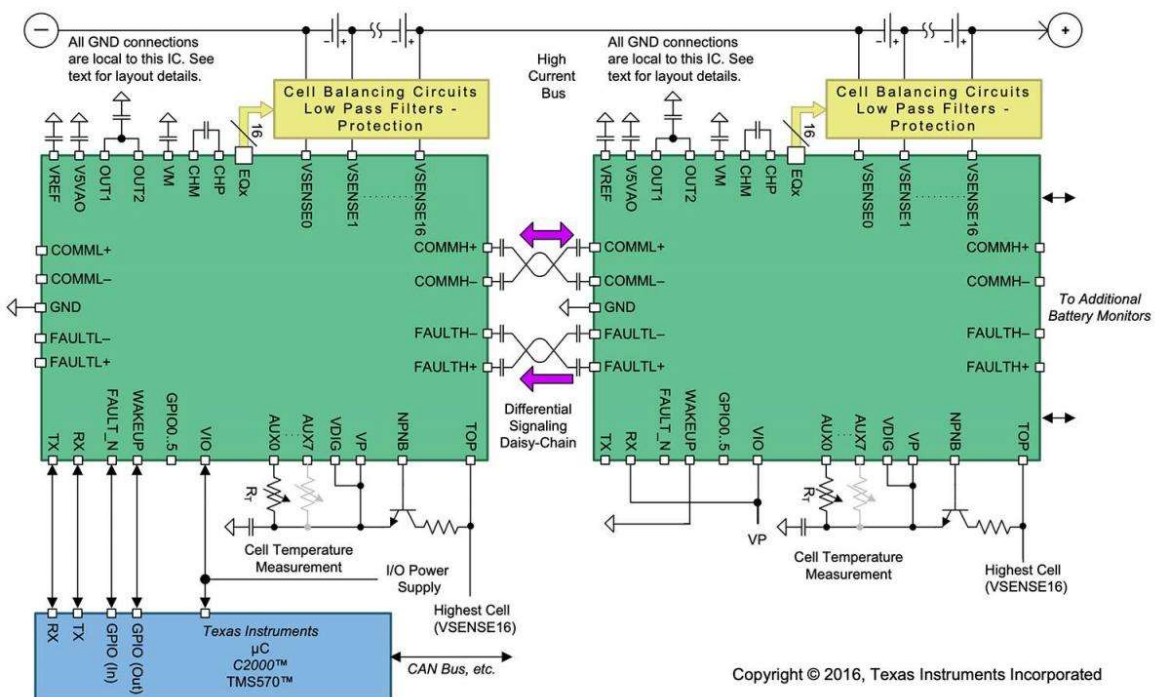 −
+
All GND connections
are local to this IC. See
text for layout details.
High
Current
Bus
All GND connections
are local to this IC. See
text for layout details.
− + − +
− + − +
Cell Balancing Circuits
Low Pass Filters -
Protection
Cell Balancing Circuits
Low Pass Filters -
Protection
16
16
VREF
V5VAO
OUT1
OUT2
VM
CHM
CHP
EQx
VSENSE0
VSENSE1
VSENSE16
COMML+
COMML–
GND
FAULTL–
FAULTL+
COMMH+
COMMH–
FAULTH–
FAULTH+
TX
RX
FAULT_N
WAKEUP
GPIO0..5
VIO
AUX0
AUX7
VDIG
VP
NPNB
TOP
Differential
Signaling
Daisy-Chain
VREF
V5VAO
OUT1
OUT2
VM
CHM
CHP
EQx
VSENSE0
VSENSE1
VSENSE16
COMML+
COMML–
GND
FAULTL–
FAULTL+
COMMH+
COMMH–
FAULTH–
FAULTH+
TX
RX
FAULT_N
WAKEUP
GPIO0..5
VIO
AUX0
AUX7
VDIG
VP
NPNB
TOP
To Additional
Battery Monitors
RT
Cell Temperature
Measurement
I/O Power
Supply
Highest Cell
(VSENSE16)
VP
RT
Cell Temperature
Measurement
Highest Cell
(VSENSE16)
RX
TX
GPIO (In)
GPIO (Out)
Texas Instruments
µC
C2000™
TMS570™
CAN Bus, etc.
Copyright © 2016, Texas Instruments Incorporated